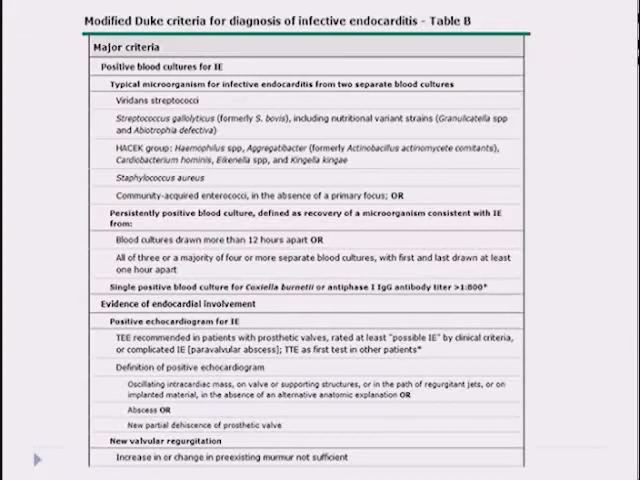 Modified Duke criteria for diagnosis of infective endocarditis - Table B
Major criteria
Positive blood cultures for IE
Typical microorganism for infective endocarditis from two separate blood cultures
Viridans streptococci
Streptococcus gallolyticus (formerly S. bovis), including nutritional variant strains (Granulicatella spp
and Abiotrophia defectiva)
HACEK group: Haemophilus spp, Aggregatibacter (formerly Actinobacillus actinomycete comitants),
Cardiobacterium hominis, Eikenella spp, and Kingella kingae
Staphylococcus aureus
Community-acquired enterococci, in the absence of a primary focus; OR
Persistently positive blood culture, defined as recovery of a microorganism consistent with IE
from:
Blood cultures drawn more than 12 hours apart OR
All of three or a majority of four or more separate blood cultures, with first and last drawn at least
one hour apart
Single positive blood culture for Coxiella burnetii or antiphase I IgG antibody titer >1:800*
Evidence of endocardial involvement
Positive echocardiogram for IE
TEE recommended in patients with prosthetic valves, rated at least "possible IE" by clinical criteria,
or complicated IE [paravalvular abscess]; TTE as first test in other patients*
Definition of positive echocardiogram
Oscillating intracardiac mass, on valve or supporting structures, or in the path of regurgitant jets, or on
implanted material, in the absence of an alternative anatomic explanation OR
Abscess OR
New partial dehiscence of prosthetic valve
New valvular regurgitation
Increase in or change in preexisting murmur not sufficient